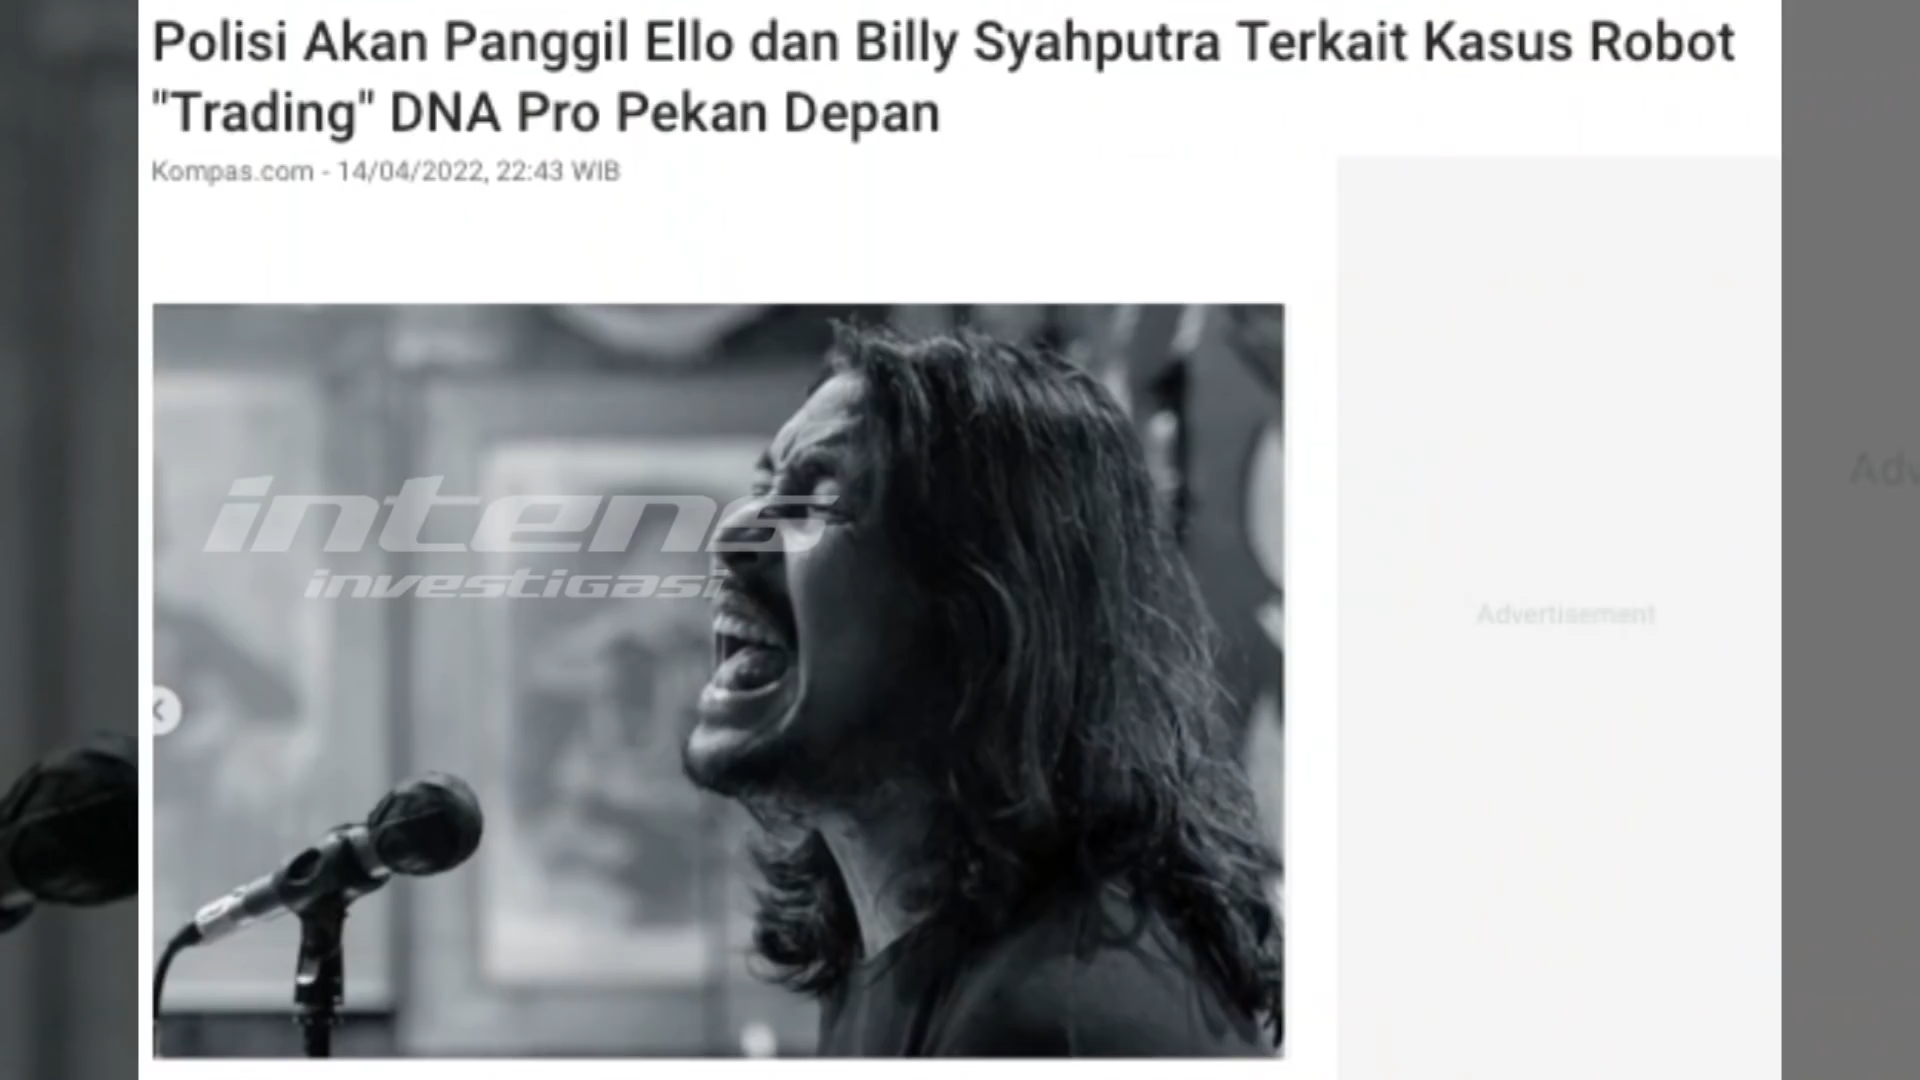 Polisi Akan Panggil Ello dan Billy Syahputra Terkait Kasus Robot
"Trading" DNA Pro Pekan Depan
Kompas.com - 14/04/2022, 22:43 WIB
intens
investigasi
Advertisement
Adv